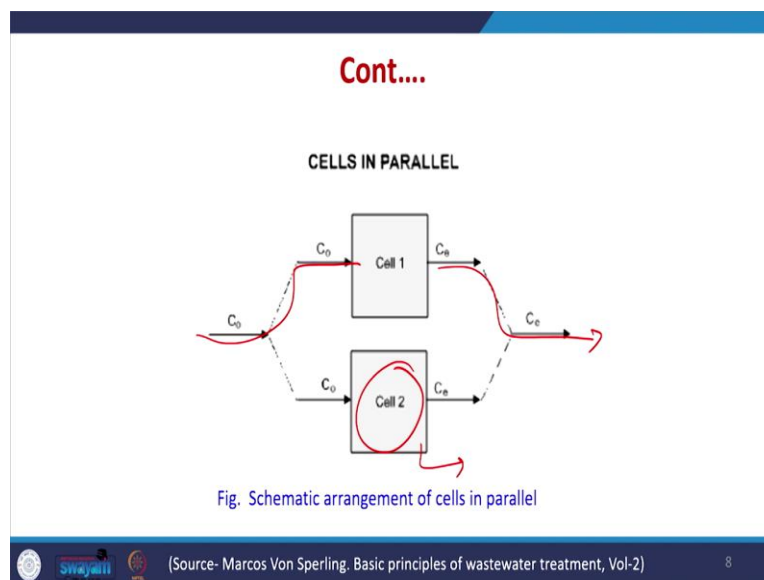 Cont....
CELLS IN PARALLEL
C₀ Cell 1 Cₑ
C₀ Cₑ
C₀ Cell 2 Cₑ
Fig. Schematic arrangement of cells in parallel
swayam (Source- Marcos Von Sperling. Basic principles of wastewater treatment, Vol-2) 8